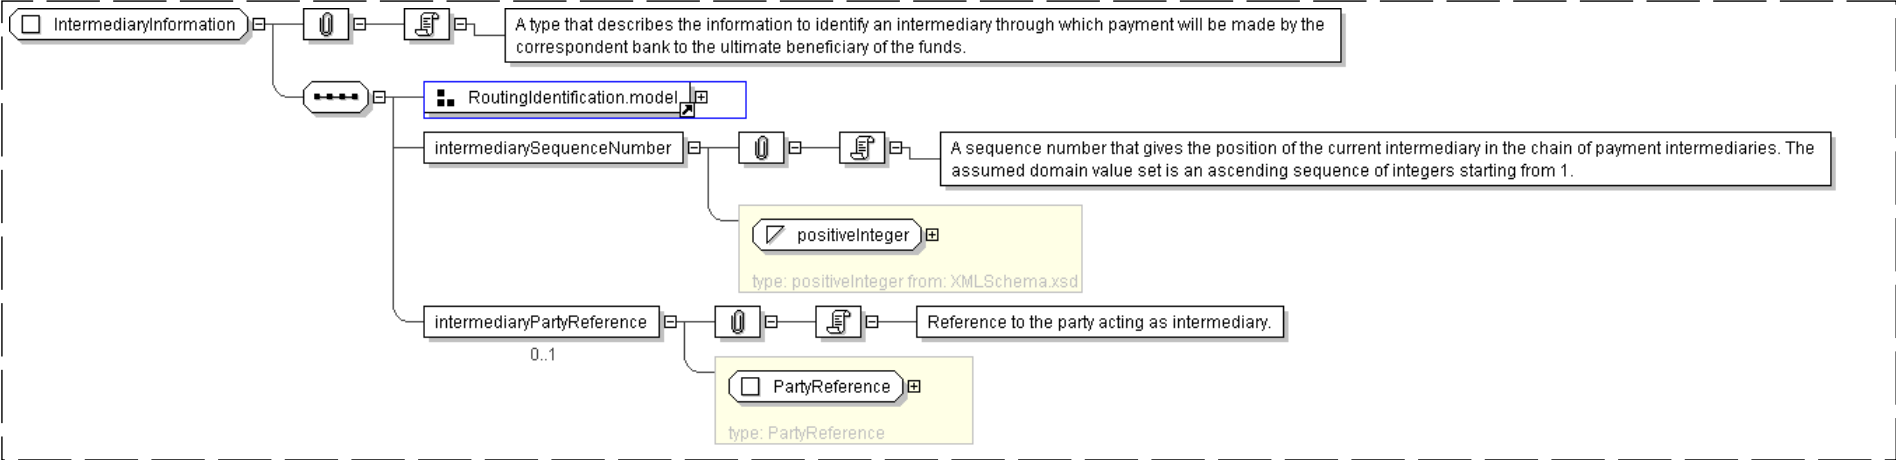 IntermediaryInformation
A type that describes the information to identify an intermediary through which payment will be made by the
correspondent bank to the ultimate beneficiary of the funds.
RoutingIdentification.model
intermediarySequenceNumber
A sequence number that gives the position of the current intermediary in the chain of payment intermediaries. The
assumed domain value set is an ascending sequence of integers starting from 1.
positiveInteger
type: positiveInteger from: XMLSchema.xsd
intermediaryPartyReference
Reference to the party acting as intermediary.
0..1
PartyReference
type: PartyReference